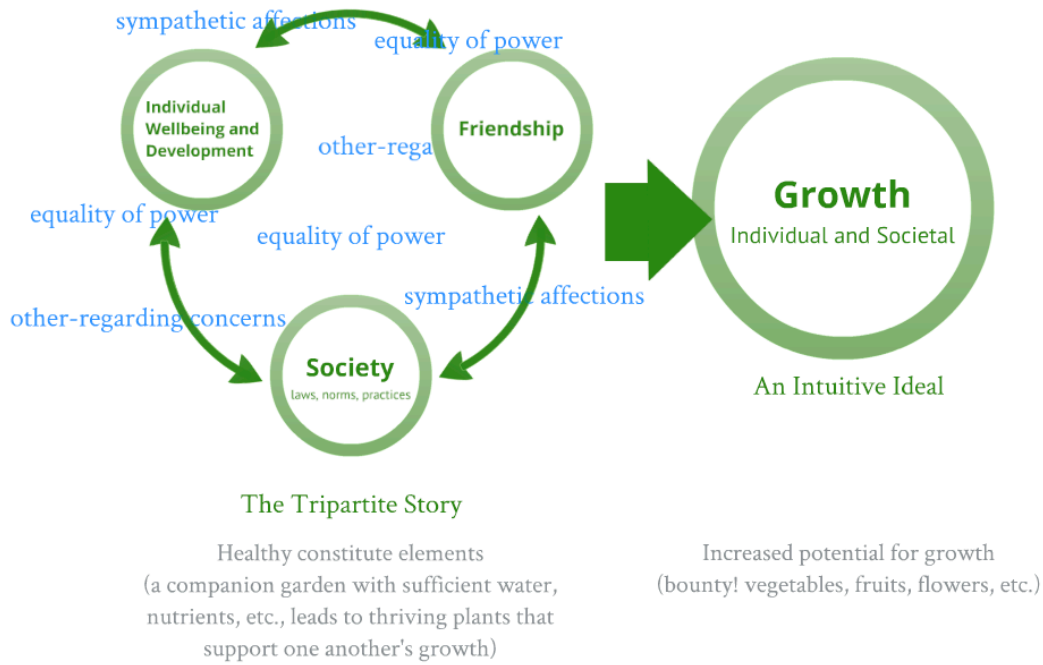 sympathetic affections
equality of power
Individual
Wellbeing and
Development
Friendship
other-rega
equality of power
equality of power
sympathetic affections
other-regarding concerns
Society
laws, norms, practices
Growth
Individual and Societal
An Intuitive Ideal
The Tripartite Story
Healthy constitute elements
(a companion garden with sufficient water,
nutrients, etc., leads to thriving plants that
support one another's growth)
Increased potential for growth
(bounty! vegetables, fruits, flowers, etc.)